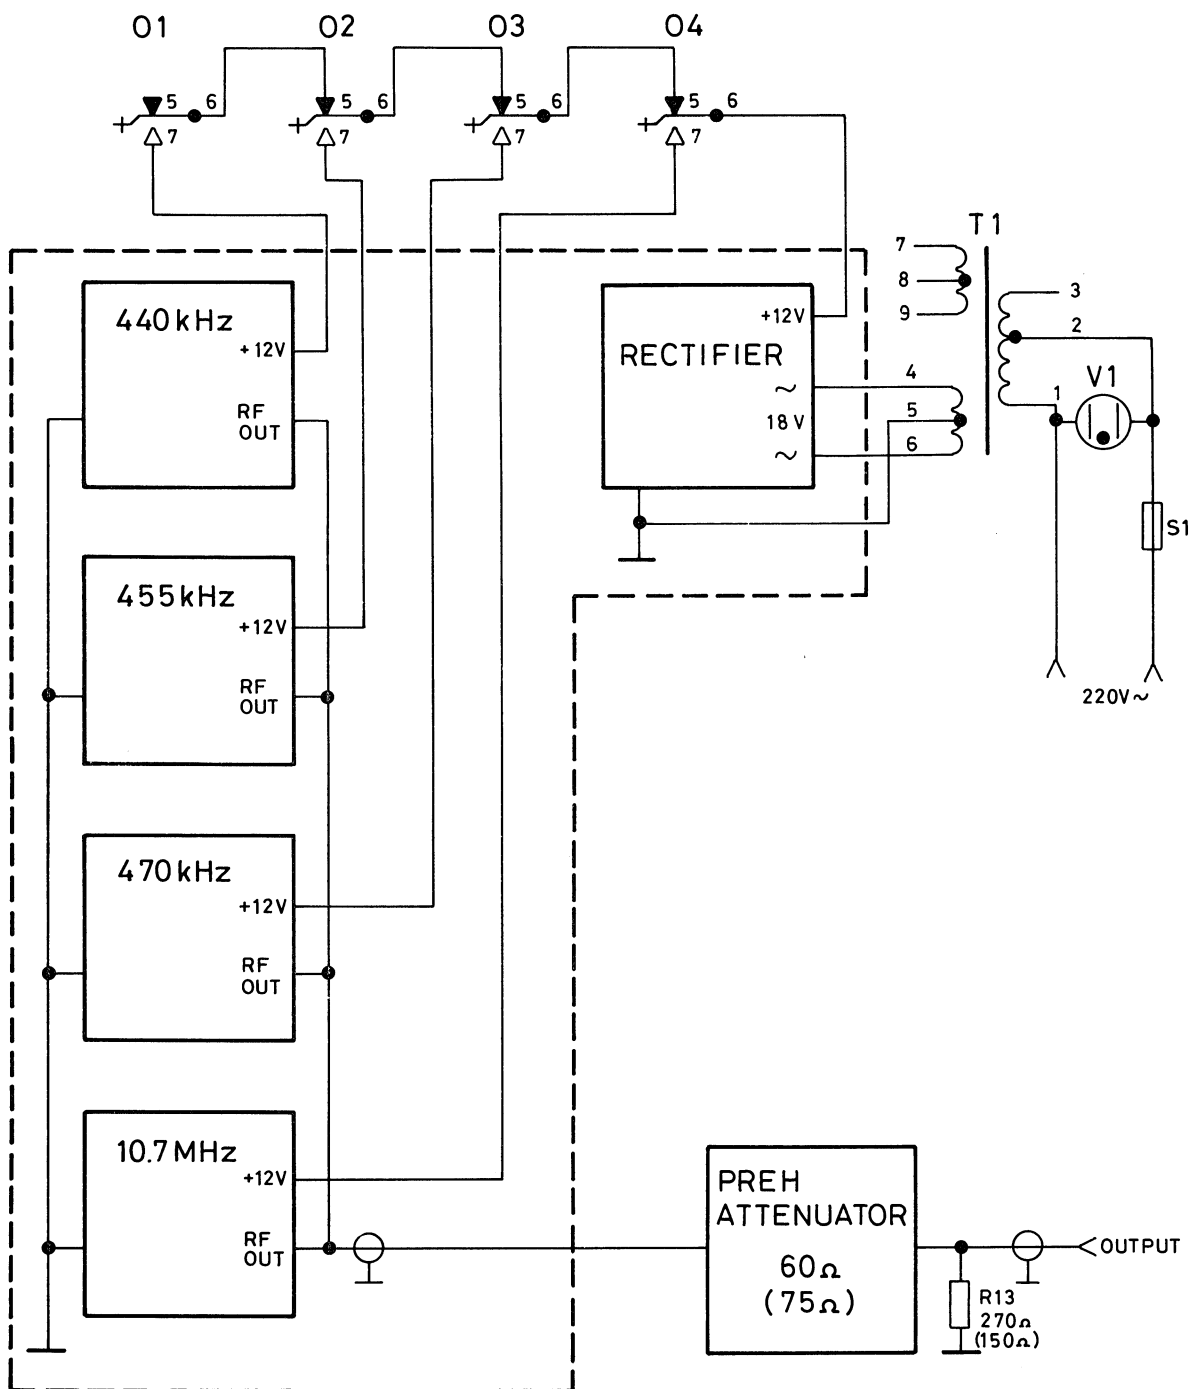 O1 O2 O3 O4
5 6 5 6 5 6 5 6
7 7 7 7
T1
7
8
9
3
2
1
V1
S1
220V~
440kHz
+12V
RF
OUT
+12V
RECTIFIER
~
18V
~
4
5
6
455kHz
+12V
RF
OUT
470kHz
+12V
RF
OUT
10.7MHz
+12V
RF
OUT
PREH
ATTENUATOR
60Ω
(75Ω)
OUTPUT
R13
270Ω
(150Ω)